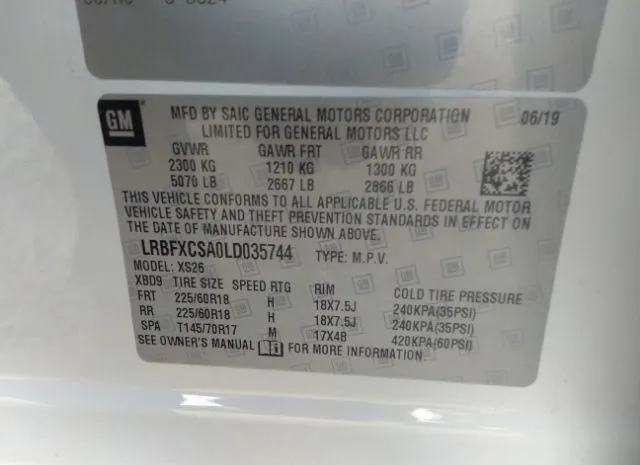 GM
MFD BY SAIC GENERAL MOTORS CORPORATION 06/19
LIMITED FOR GENERAL MOTORS LLC
GVWR GAWR FRT GAWR RR
2300 KG 1210 KG 1300 KG
5070 LB 2667 LB 2866 LB
THIS VEHICLE CONFORMS TO ALL APPLICABLE U.S. FEDERAL MOTOR
VEHICLE SAFETY AND THEFT PREVENTION STANDARDS IN EFFECT ON
THE DATE OF MANUFACTURE SHOWN ABOVE.
LRBFXCSA0LD035744 TYPE: M.P.V.
MODEL: XS26
XBD9 TIRE SIZE SPEED RTG RIM COLD TIRE PRESSURE
FRT 225/60R18 H 18X7.5J 240KPA(35PSI)
RR 225/60R18 H 18X7.5J 240KPA(35PSI)
SPA T145/70R17 M 17X4B 420KPA(60PSI)
SEE OWNER'S MANUAL FOR MORE INFORMATION.